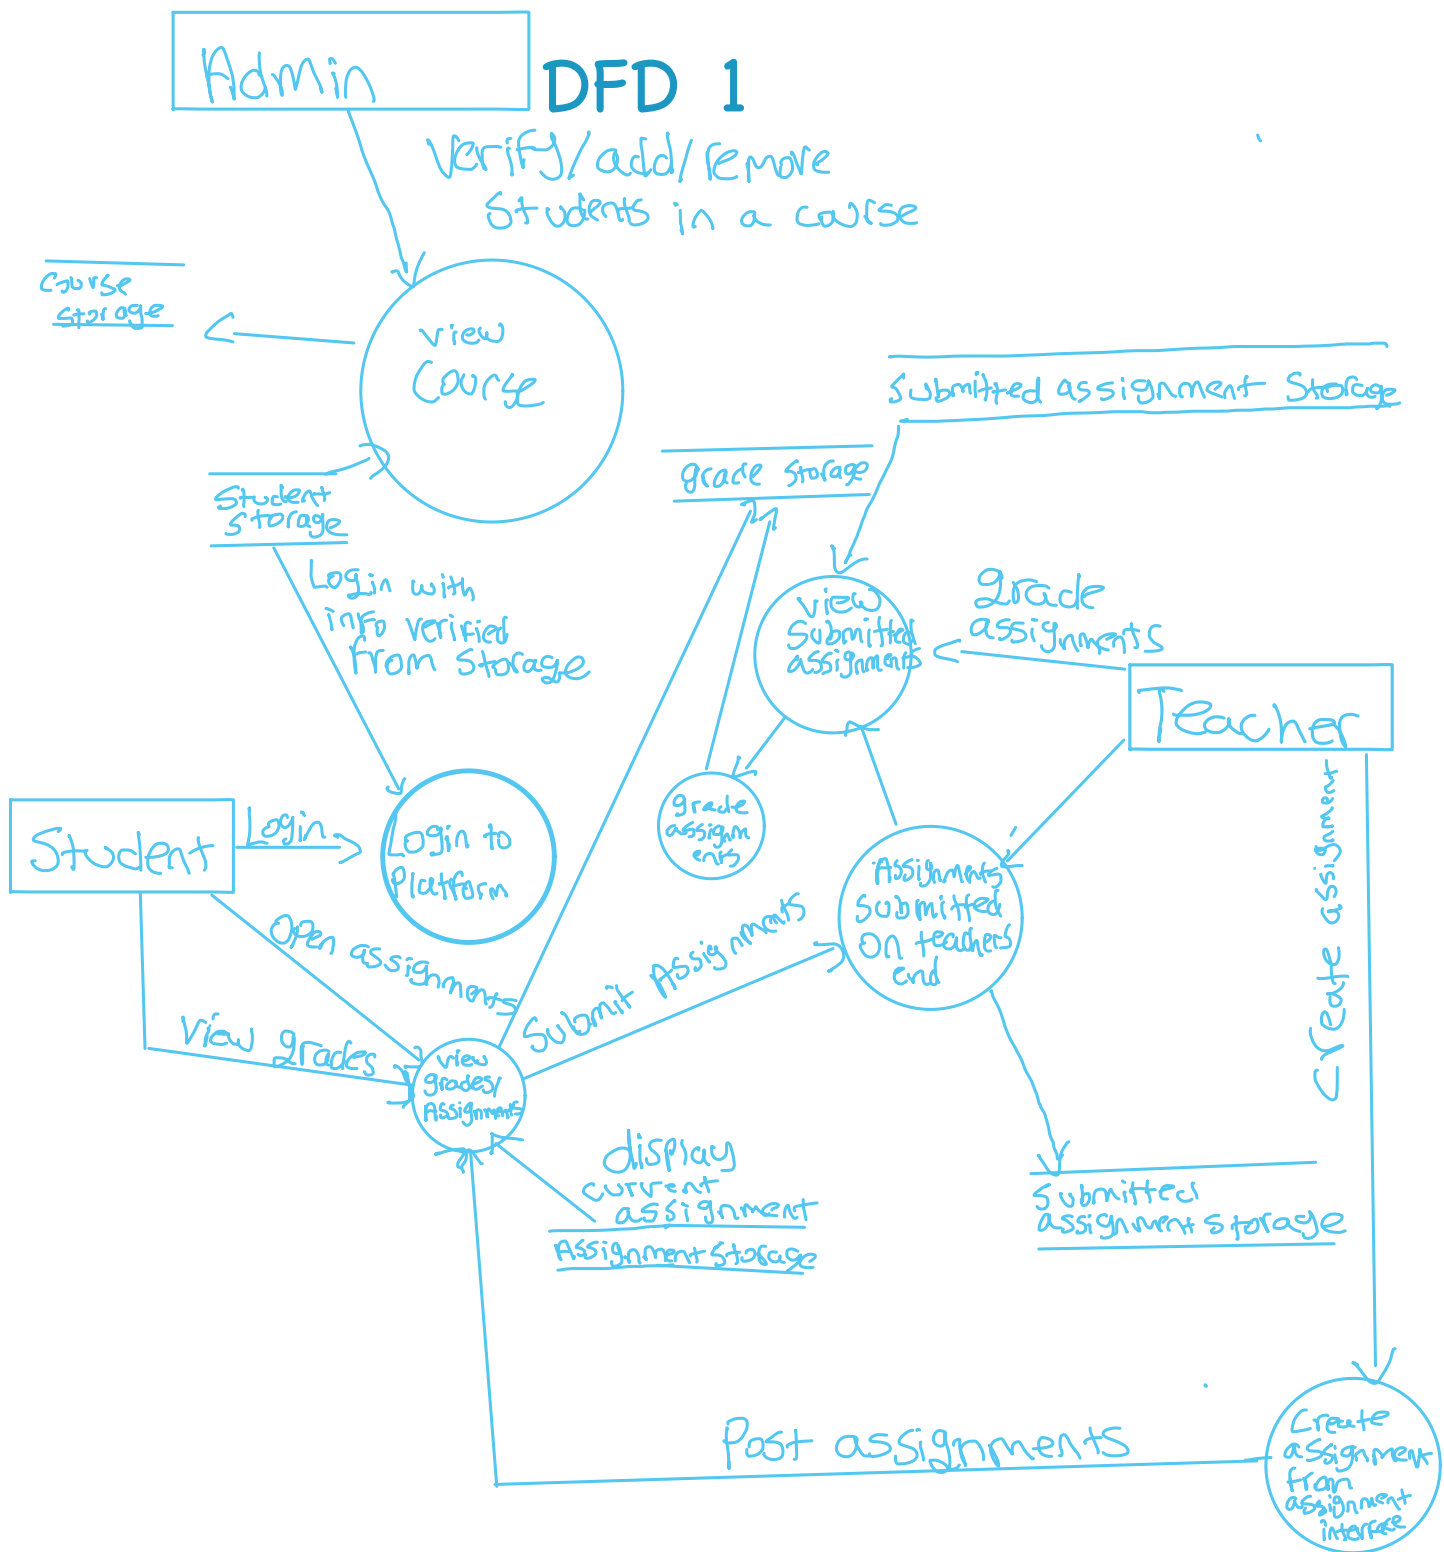 Admin
DFD 1
Verify/add/remove
Students in a course
Course
storage
view
Course
Submitted assignment Storage
grade storage
Student
Storage
Login with
info verified
from storage
view
Submitted
assignments
grade
assignments
Teacher
Student
Login
Login to
Platform
grade
assignm
ents
Assignments
Submitted
on teachers
end
Create assignment
Open assignments
Submit Assignments
View grades
view
grades/
Assignments
display
current
assignment
Assignment Storage
Submitted
assignment storage
Post assignments
Create
assignment
from
assignment
interface